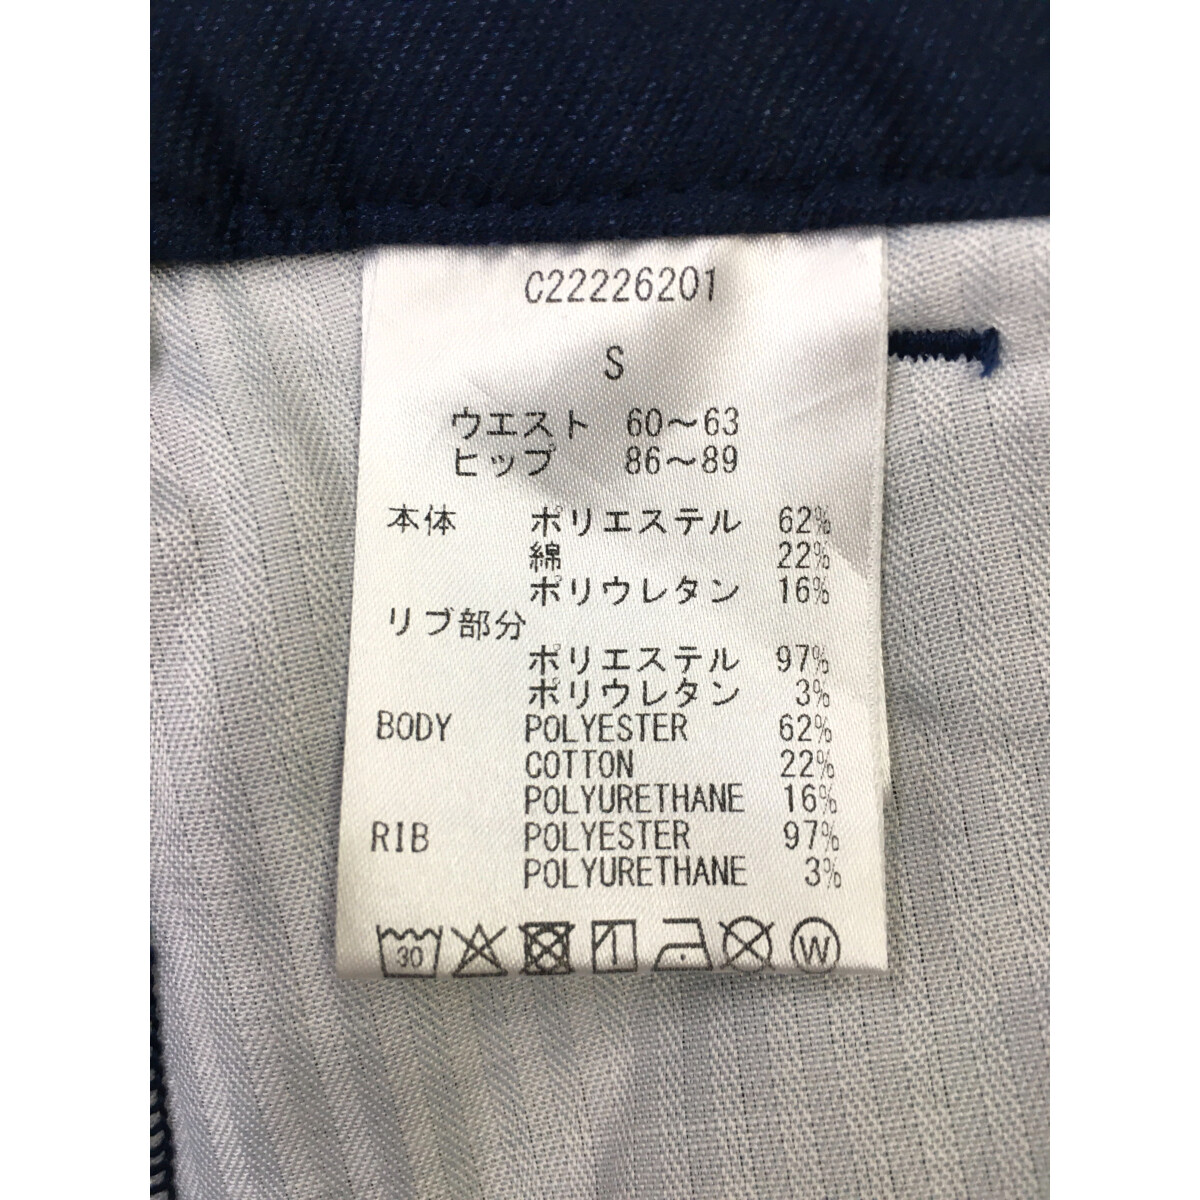 C22226201
S
ウエスト 60〜63
ヒップ 86〜89
本体 ポリエステル 62%
綿 22%
ポリウレタン 16%
リブ部分
ポリエステル 97%
ポリウレタン 3%
BODY POLYESTER 62%
COTTON 22%
POLYURETHANE 16%
RIB POLYESTER 97%
POLYURETHANE 3%
30 W